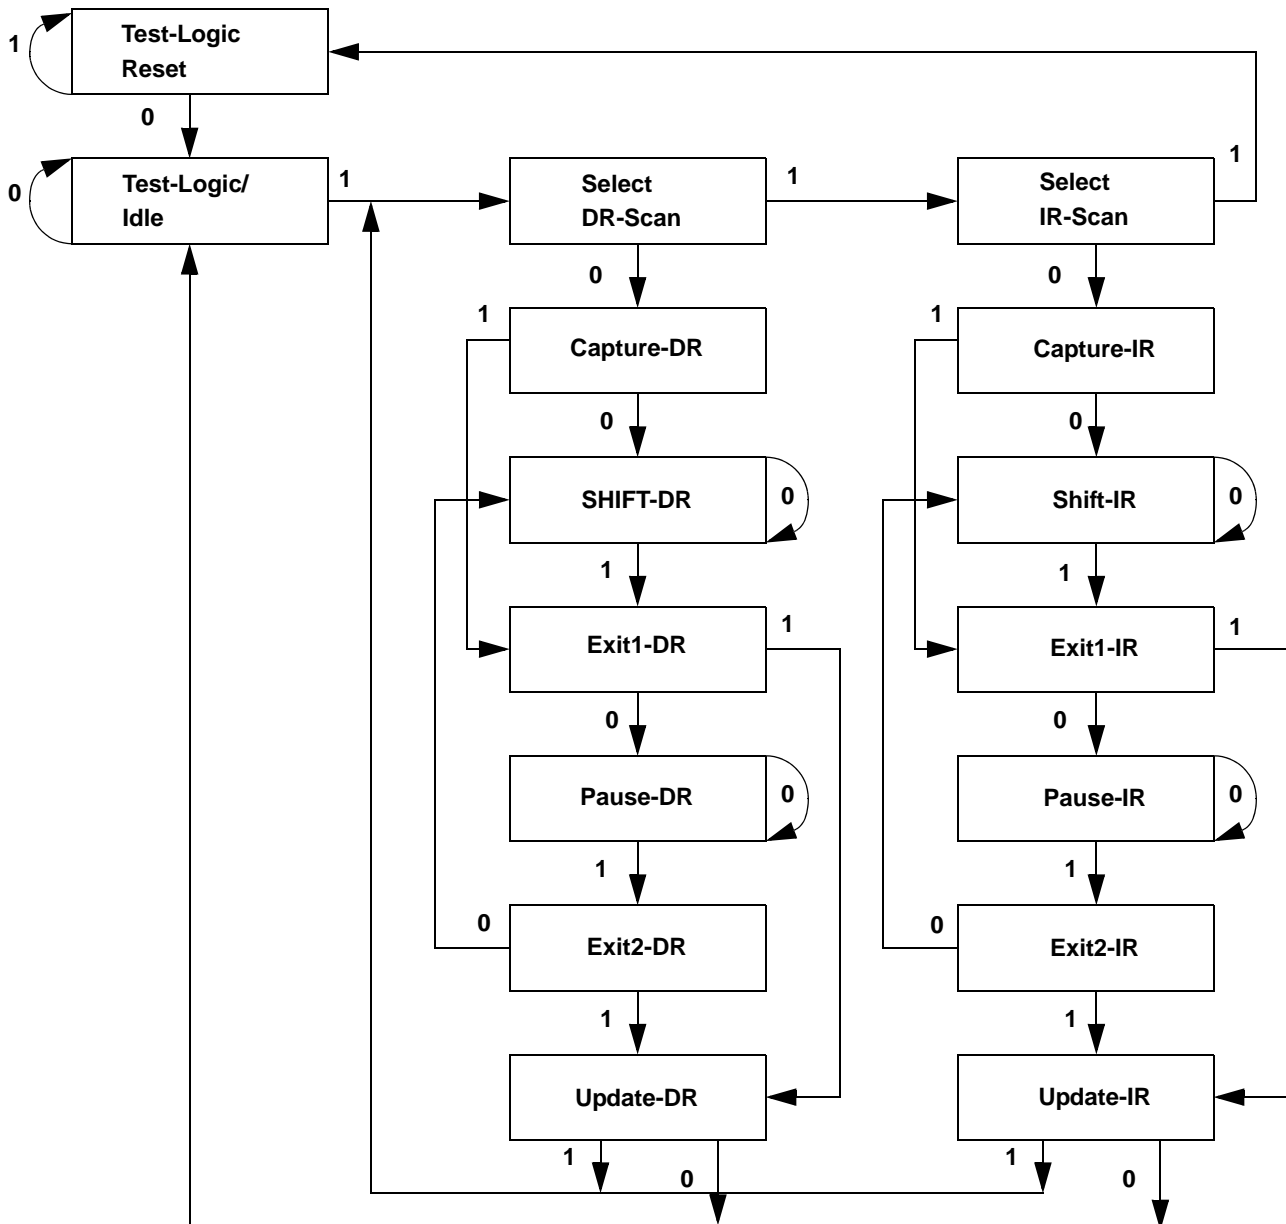 Test-Logic
Reset
1
0
Test-Logic/
Idle
0
1
Select
DR-Scan
1
Select
IR-Scan
1
0
0
1
Capture-DR
1
Capture-IR
0
0
SHIFT-DR
0
Shift-IR
0
1
1
Exit1-DR
1
Exit1-IR
1
0
0
Pause-DR
0
Pause-IR
0
1
1
0
Exit2-DR
0
Exit2-IR
1
1
Update-DR
Update-IR
1
0
1
0